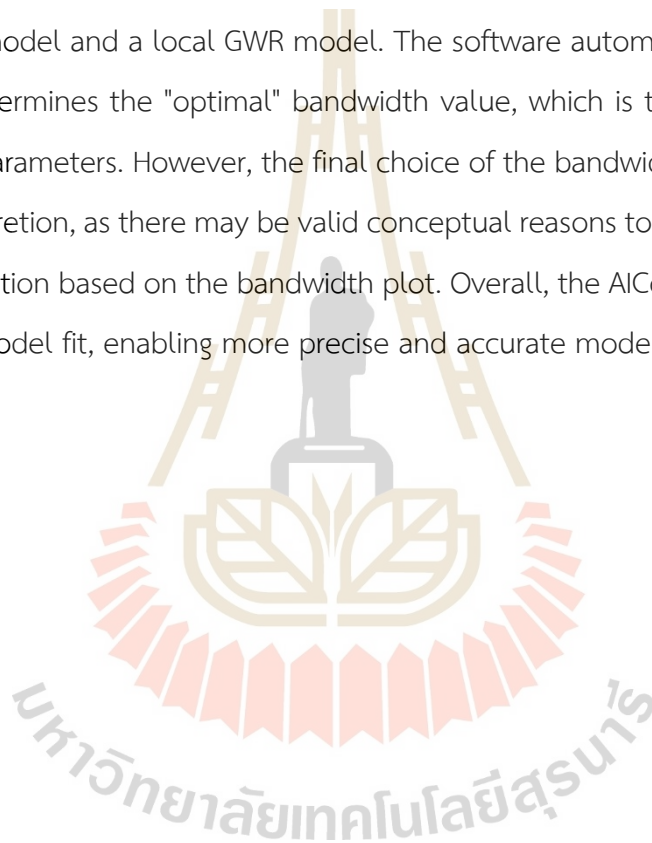 model and a local GWR model. The software autom
termines the "optimal" bandwidth value, which is t
arameters. However, the final choice of the bandwid
retion, as there may be valid conceptual reasons to
tion based on the bandwidth plot. Overall, the AICc
odel fit, enabling more precise and accurate mode
มหาวิทยาลัยเทคโนโลยีสุรนารี